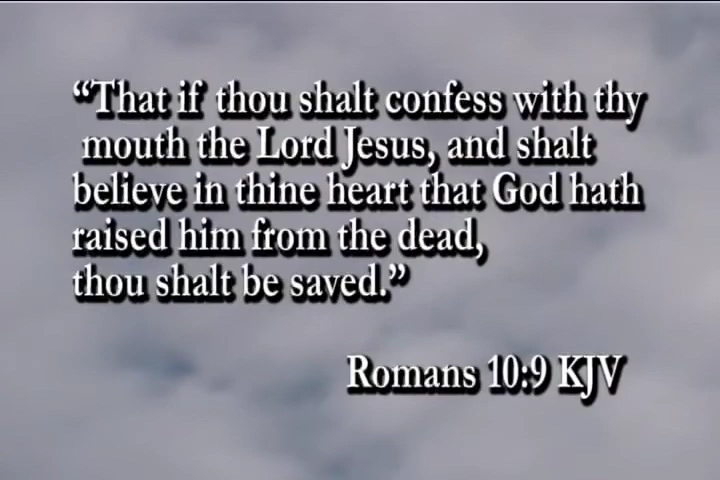 “That if thou shalt confess with thy
mouth the Lord Jesus, and shalt
believe in thine heart that God hath
raised him from the dead,
thou shalt be saved.”
Romans 10:9 KJV